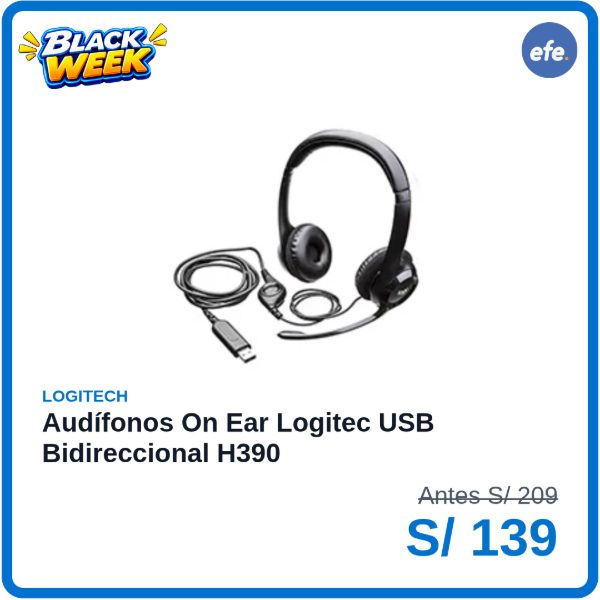 BLACK
WEEK
efe.
LOGITECH
Audífonos On Ear Logitec USB
Bidireccional H390
Antes S/ 209
S/ 139